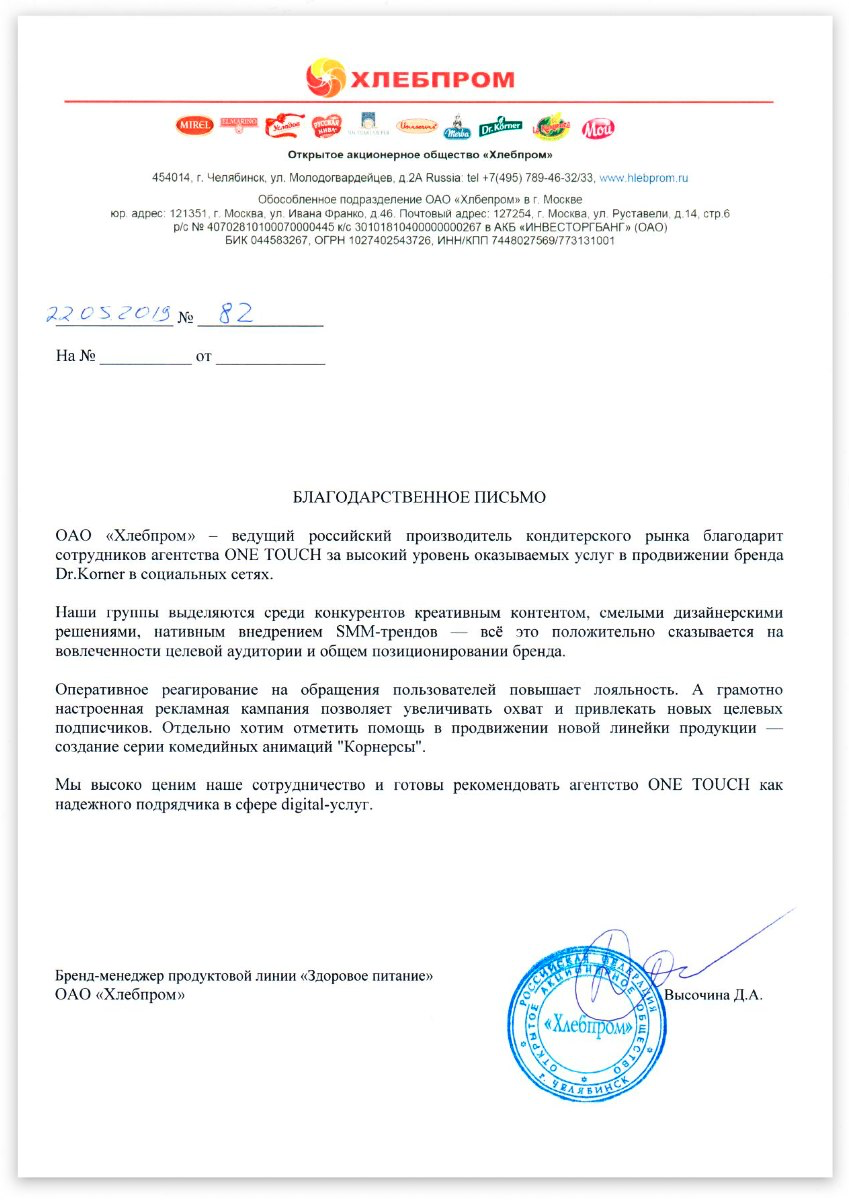 ХЛЕБПРОМ
MIREL
Усладов
РУССКАЯ НИВА
Dr.Körner
Mou
Открытое акционерное общество «Хлебпром»
454014, г. Челябинск, ул. Молодогвардейцев, д.2А Russia: tel +7(495) 789-46-32/33, www.hlebprom.ru
Обособленное подразделение ОАО «Хлбепром» в г. Москве
юр. адрес: 121351, г. Москва, ул. Ивана Франко, д.46. Почтовый адрес: 127254, г. Москва, ул. Руставели, д.14, стр.6
р/с № 40702810100070000445 к/с 30101810400000000267 в АКБ «ИНВЕСТОРГБАНГ» (ОАО)
БИК 044583267, ОГРН 1027402543726, ИНН/КПП 7448027569/773131001
22052019 № 82
На № ___________ от _____________
БЛАГОДАРСТВЕННОЕ ПИСЬМО
ОАО «Хлебпром» – ведущий российский производитель кондитерского рынка благодарит
сотрудников агентства ONE TOUCH за высокий уровень оказываемых услуг в продвижении бренда
Dr.Korner в социальных сетях.
Наши группы выделяются среди конкурентов креативным контентом, смелыми дизайнерскими
решениями, нативным внедрением SMM-трендов — всё это положительно сказывается на
вовлеченности целевой аудитории и общем позиционировании бренда.
Оперативное реагирование на обращения пользователей повышает лояльность. А грамотно
настроенная рекламная кампания позволяет увеличивать охват и привлекать новых целевых
подписчиков. Отдельно хотим отметить помощь в продвижении новой линейки продукции —
создание серии комедийных анимаций "Корнерсы".
Мы высоко ценим наше сотрудничество и готовы рекомендовать агентство ONE TOUCH как
надежного подрядчика в сфере digital-услуг.
Бренд-менеджер продуктовой линии «Здоровое питание»
ОАО «Хлебпром»
Высочина Д.А.
РОССИЙСКАЯ ФЕДЕРАЦИЯ
ОТКРЫТОЕ АКЦИОНЕРНОЕ ОБЩЕСТВО
«Хлебпром»
г. ЧЕЛЯБИНСК